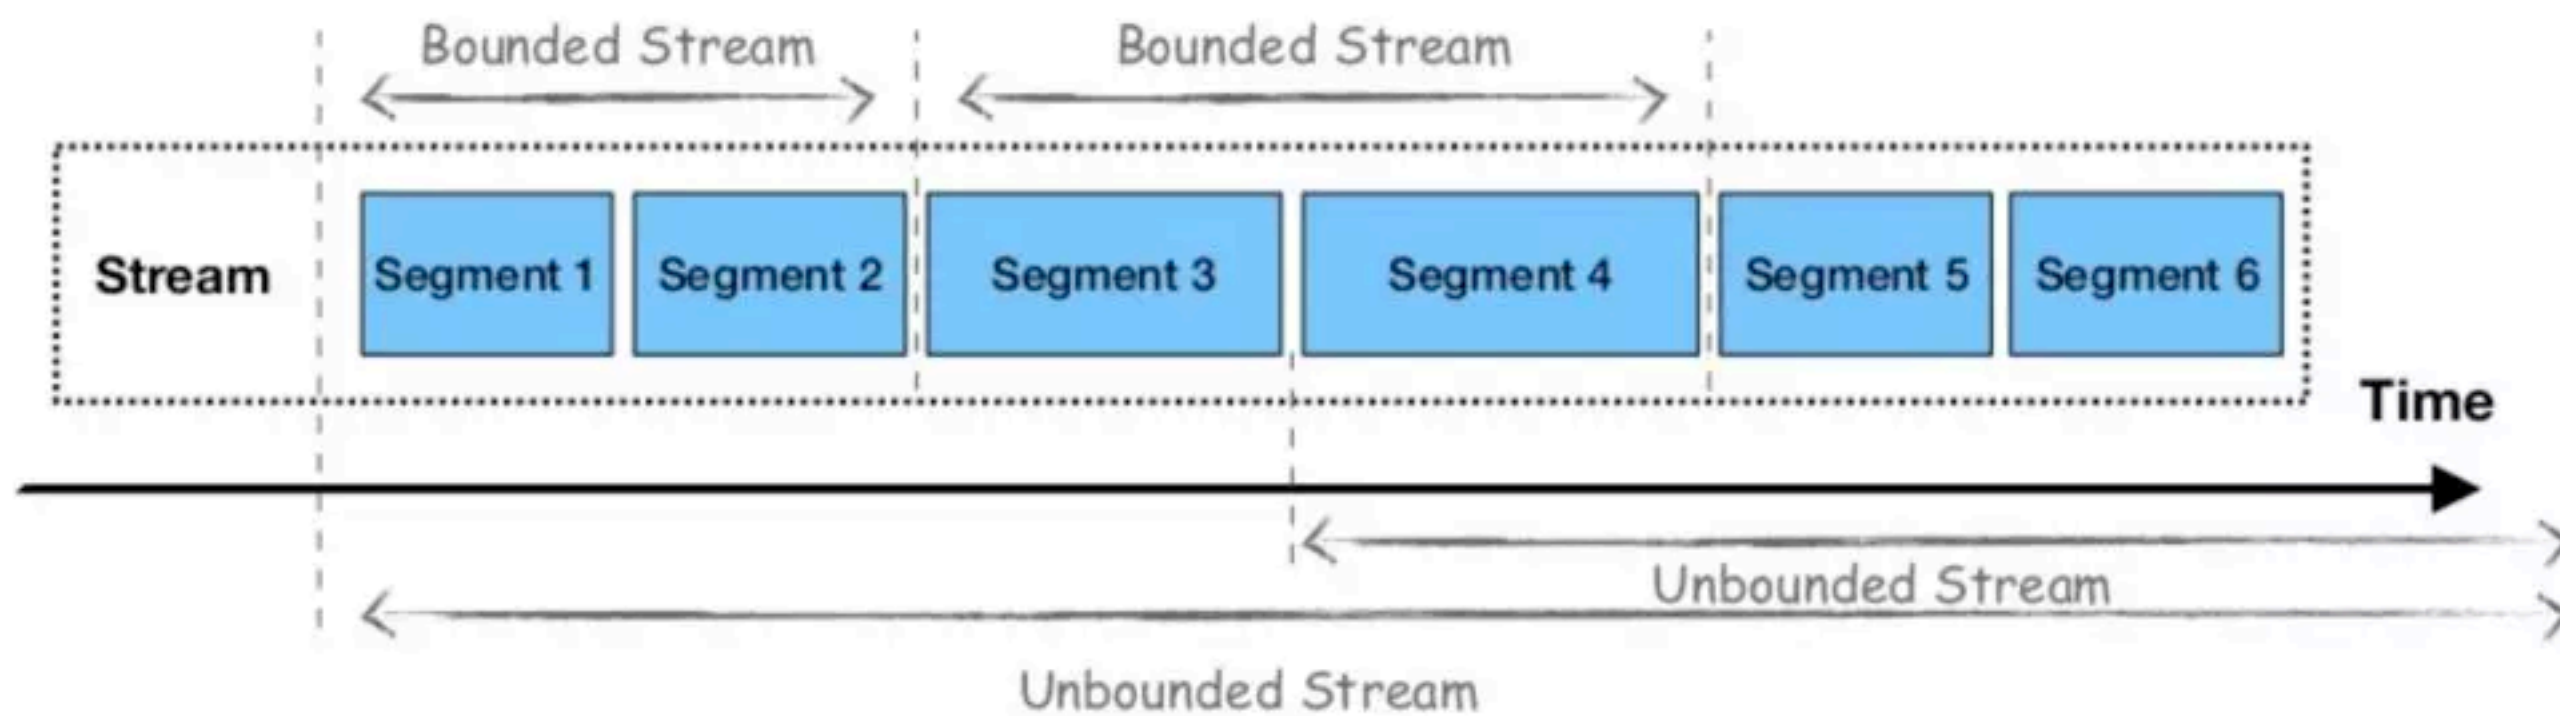 Bounded Stream
Bounded Stream
Stream
Segment 1
Segment 2
Segment 3
Segment 4
Segment 5
Segment 6
Time
Unbounded Stream
Unbounded Stream